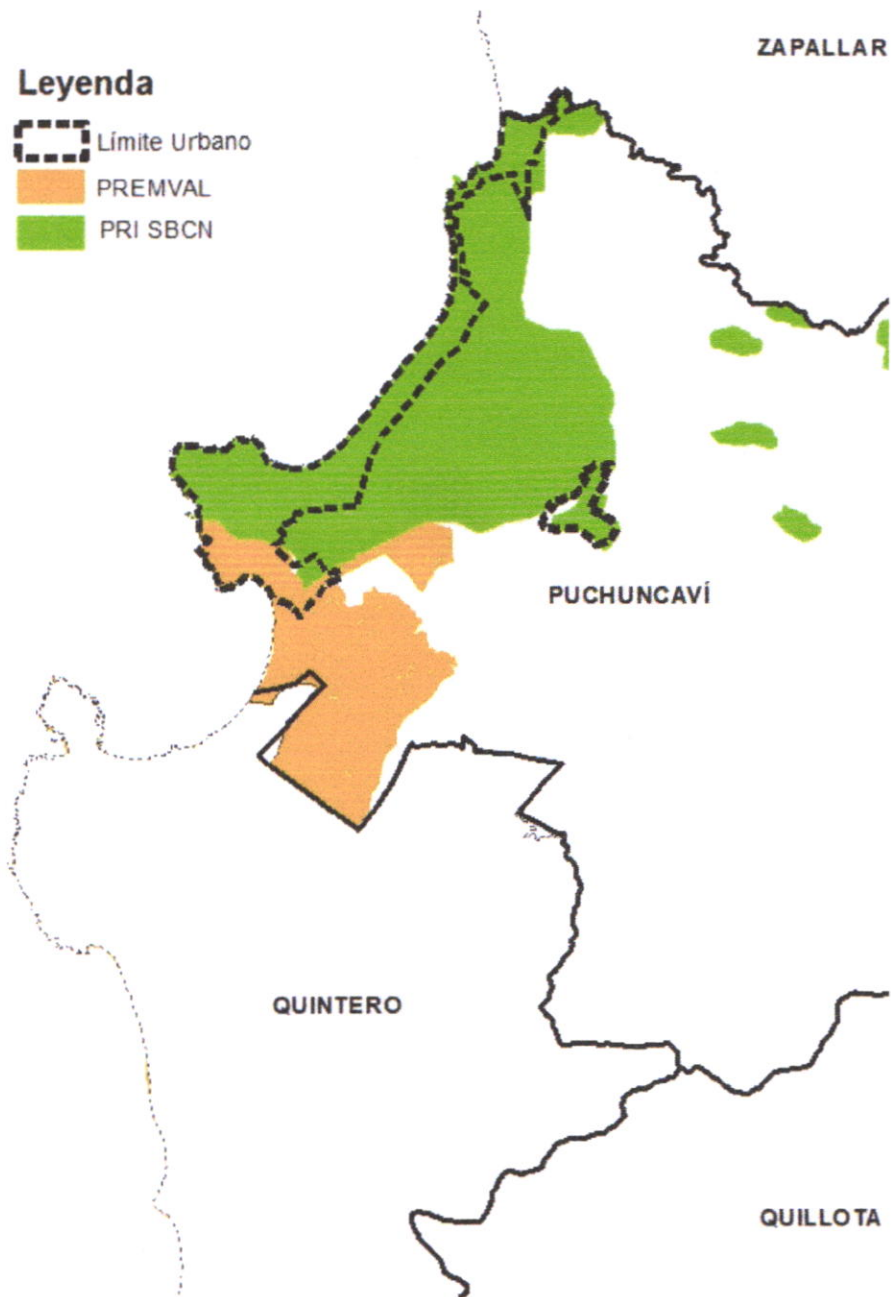 ZAPALLAR
Leyenda
Límite Urbano
PREMVAL
PRI SBCN
PUCHUNCAVÍ
QUINTERO
QUILLOTA